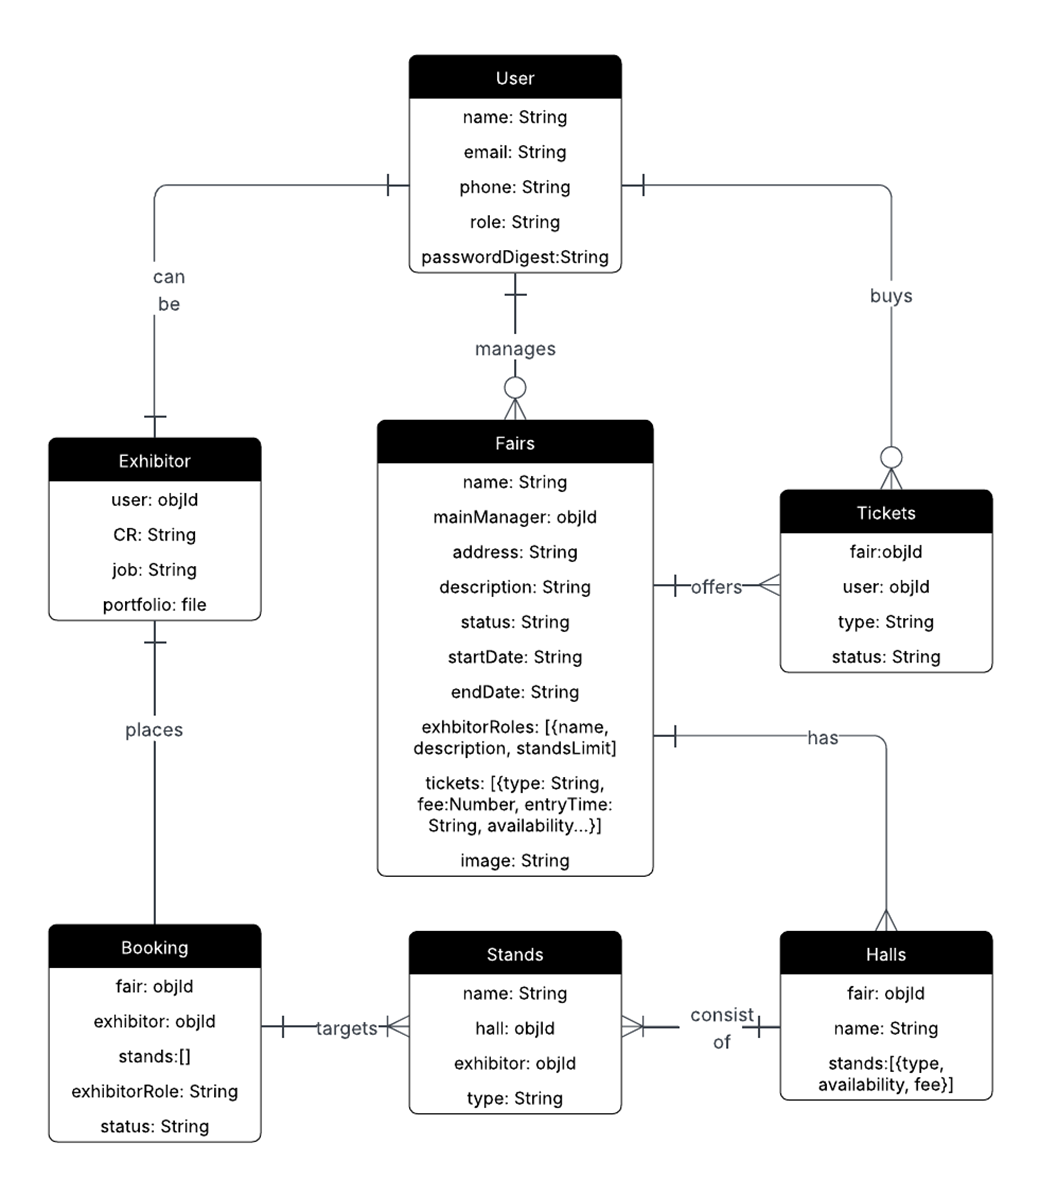 User
name: String
email: String
phone: String
role: String
passwordDigest:String
can
be
manages
buys
Exhibitor
user: objId
CR: String
job: String
portfolio: file
Fairs
name: String
mainManager: objId
address: String
description: String
status: String
startDate: String
endDate: String
exhbitorRoles: [{name,
description, standsLimit]
tickets: [{type: String,
fee:Number, entryTime:
String, availability...}]
image: String
offers
Tickets
fair:objId
user: objId
type: String
status: String
places
has
Booking
fair: objId
exhibitor: objId
stands:[]
exhibitorRole: String
status: String
targets
Stands
name: String
hall: objId
exhibitor: objId
type: String
consist
of
Halls
fair: objId
name: String
stands:[{type,
availability, fee}]